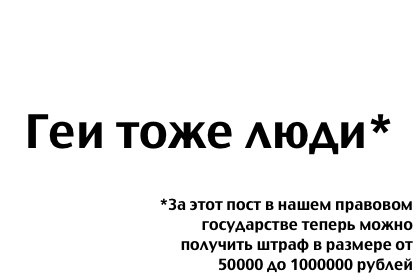 Геи тоже люди*
*За этот пост в нашем правовом
государстве теперь можно
получить штраф в размере от
50000 до 1000000 рублей